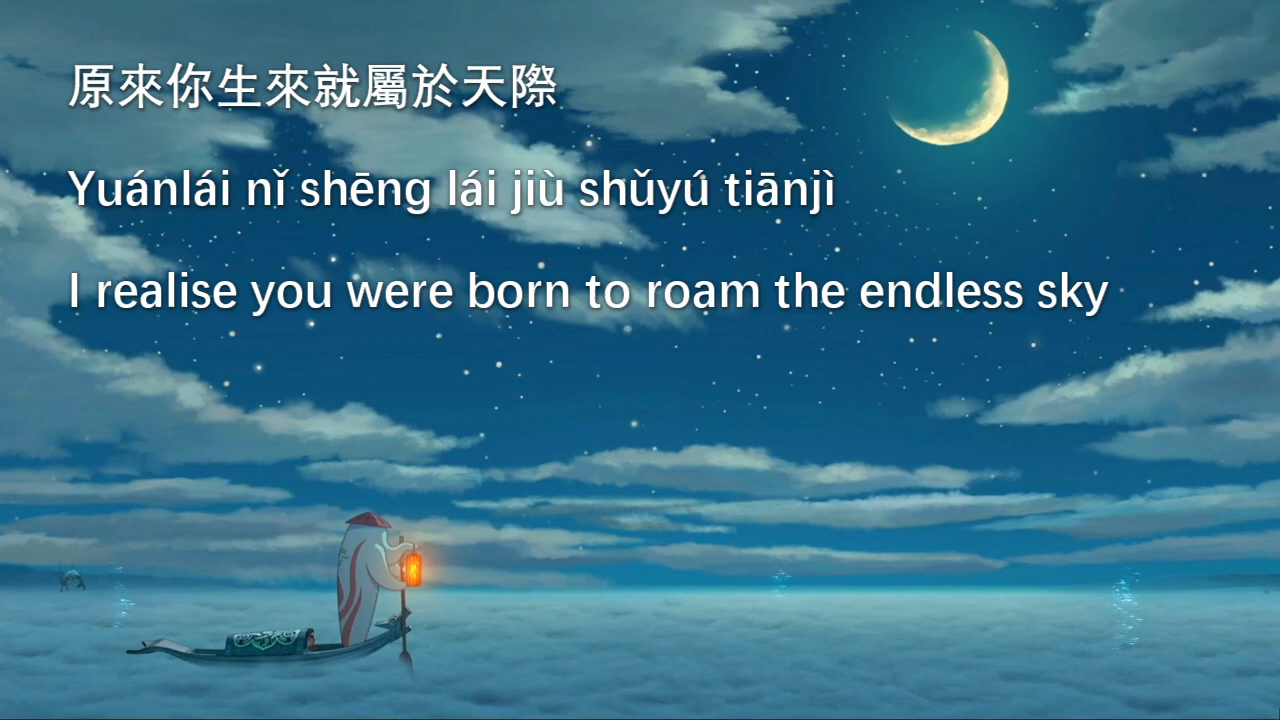 原來你生來就屬於天際
Yuánlái nǐ shēng lái jiù shǔyú tiānjì
I realise you were born to roam the endless sky